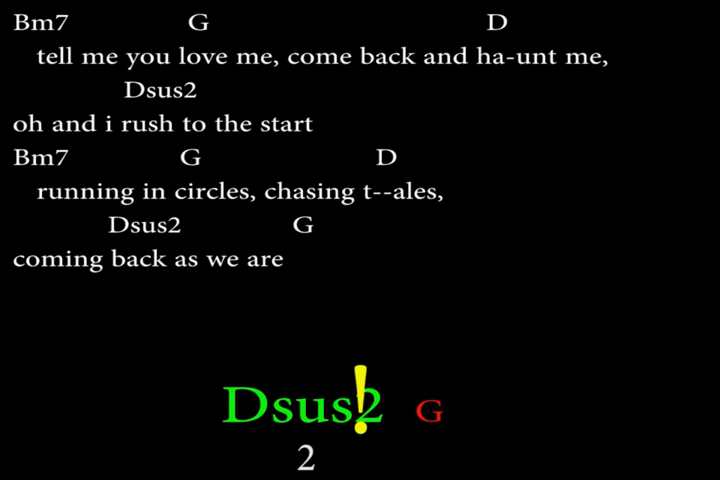 Bm7 G D
tell me you love me, come back and ha-unt me,
Dsus2
oh and i rush to the start
Bm7 G D
running in circles, chasing t--ales,
Dsus2 G
coming back as we are
Dsus2 ! G
2